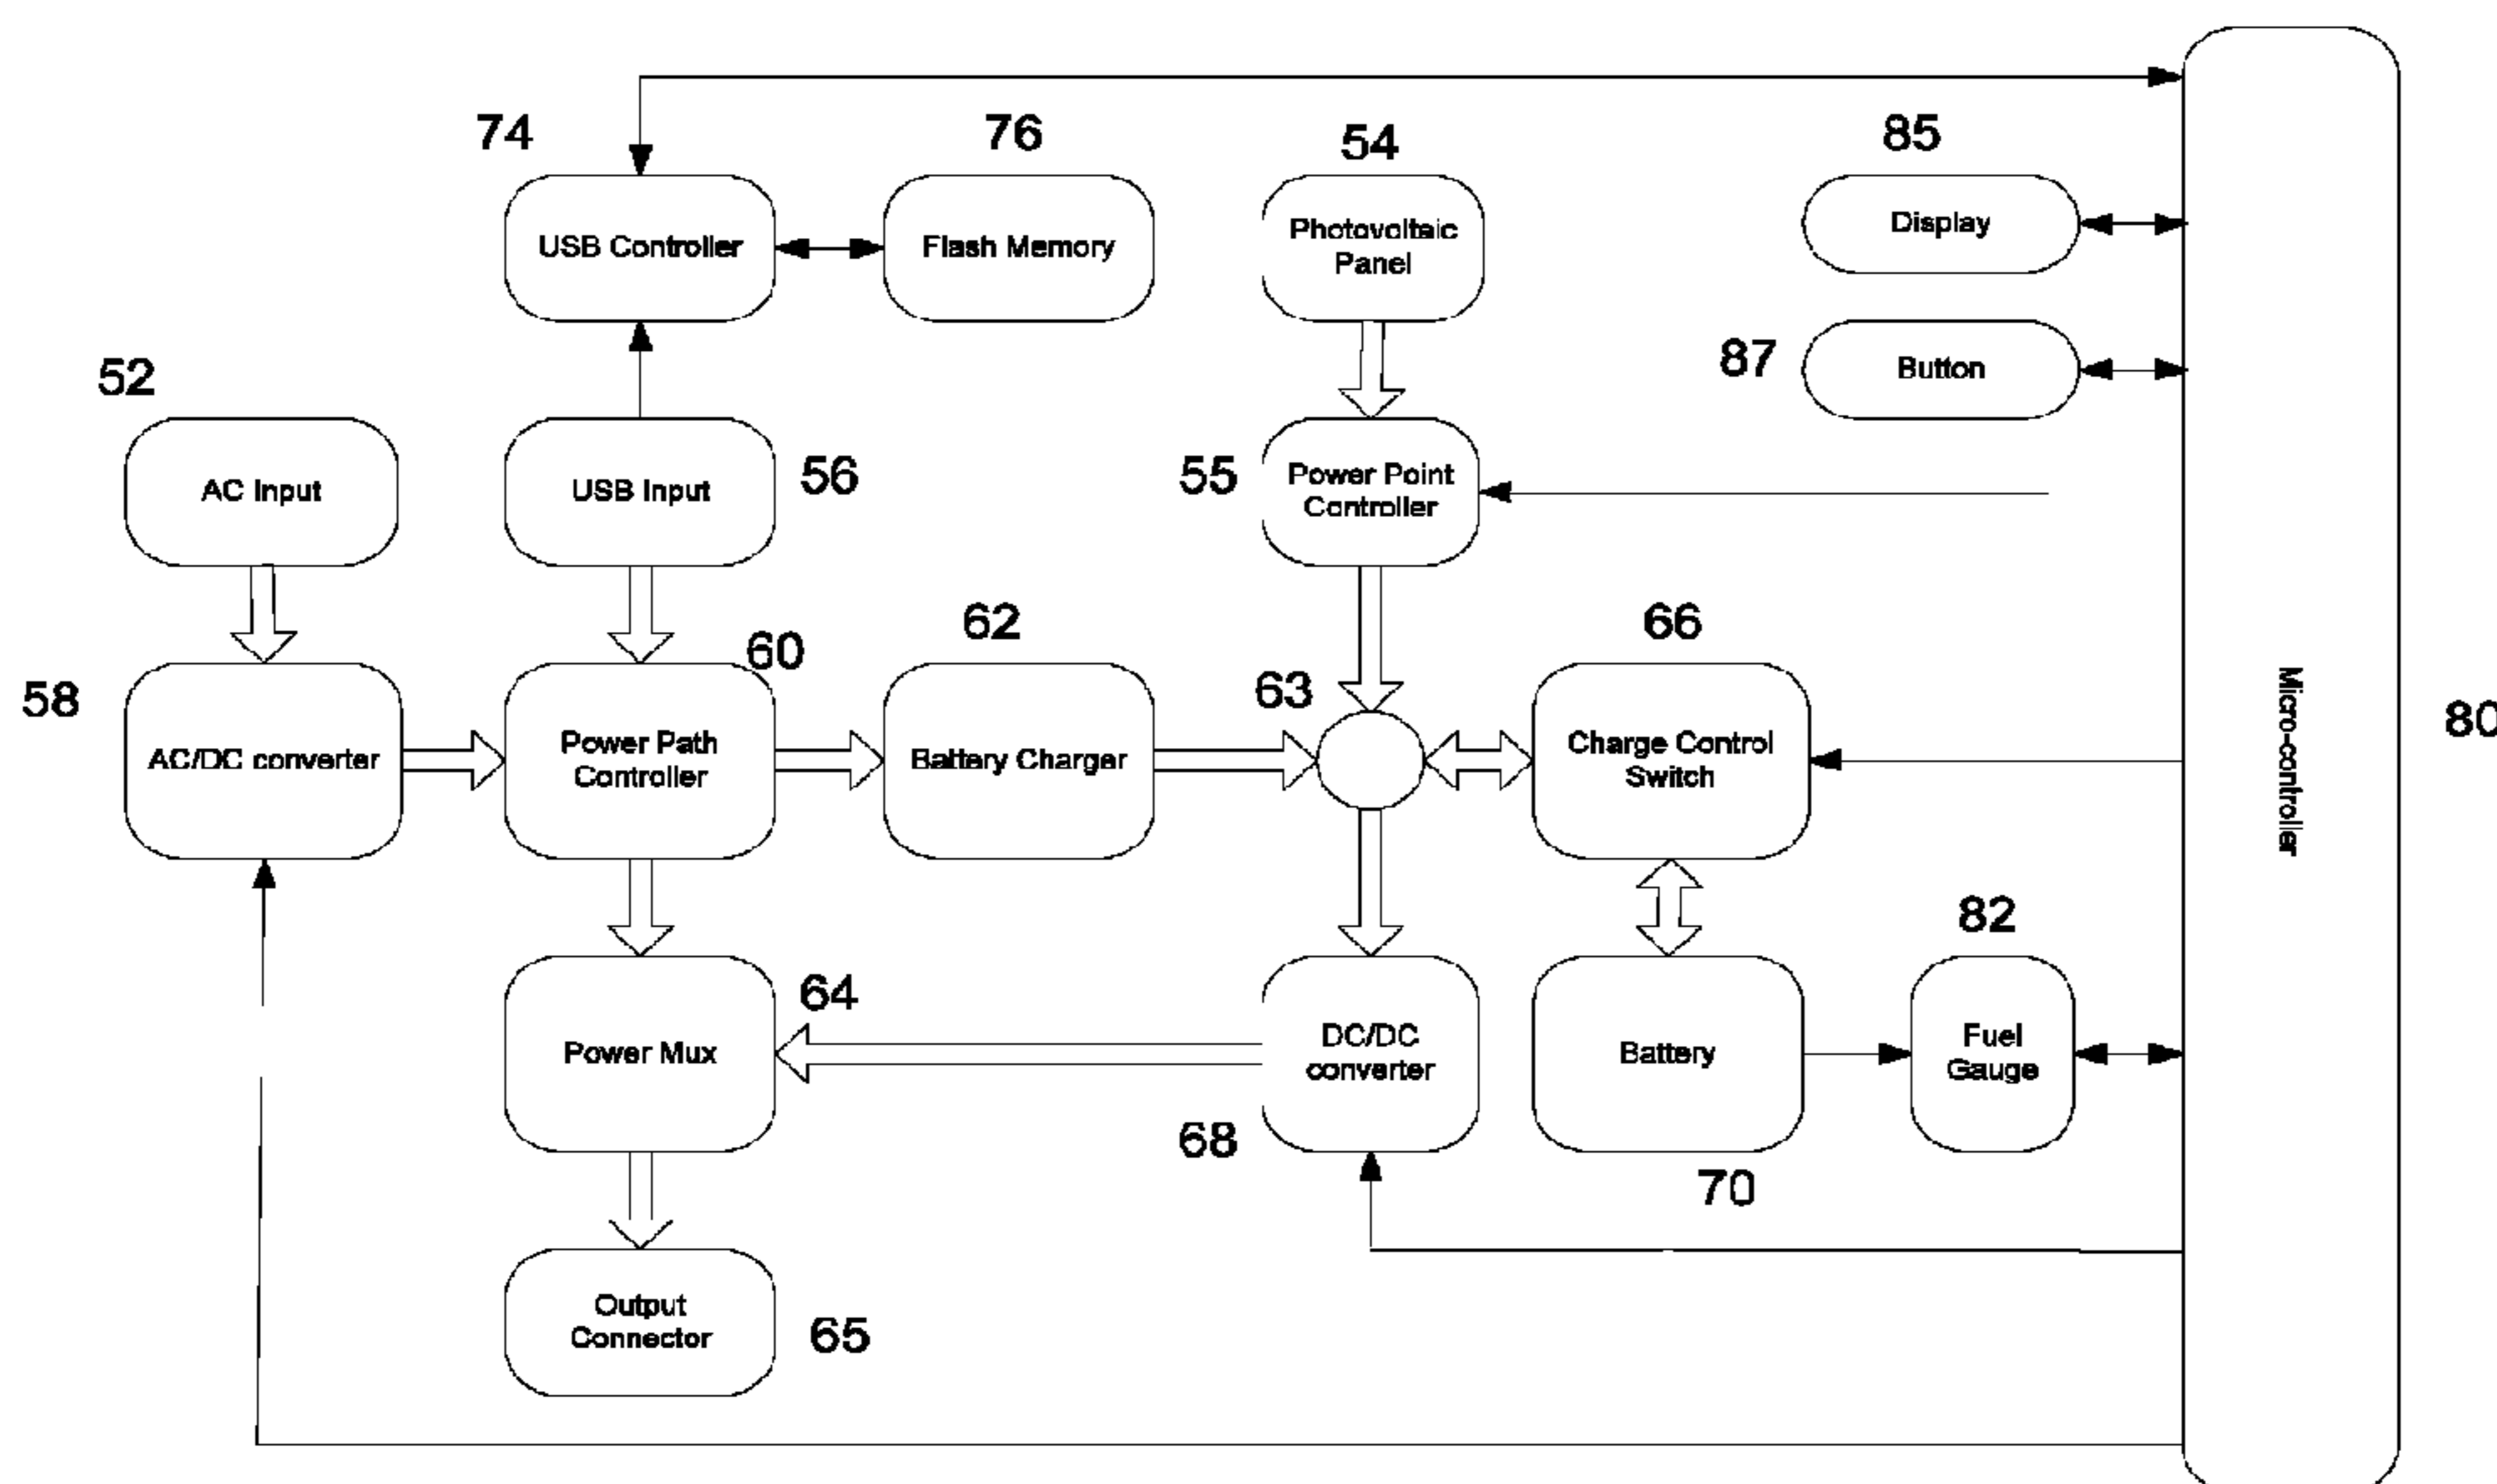 74
76
54
85
USB Controller
Flash Memory
Photovoltaic
Panel
Display
52
87
Button
AC Input
USB Input
56
55
Power Point
Controller
58
60
62
63
66
AC/DC converter
Power Path
Controller
Battery Charger
Charge Control
Switch
Micro-controller
80
64
82
Power Mux
DC/DC
converter
Battery
Fuel
Gauge
68
70
Output
Connector
65